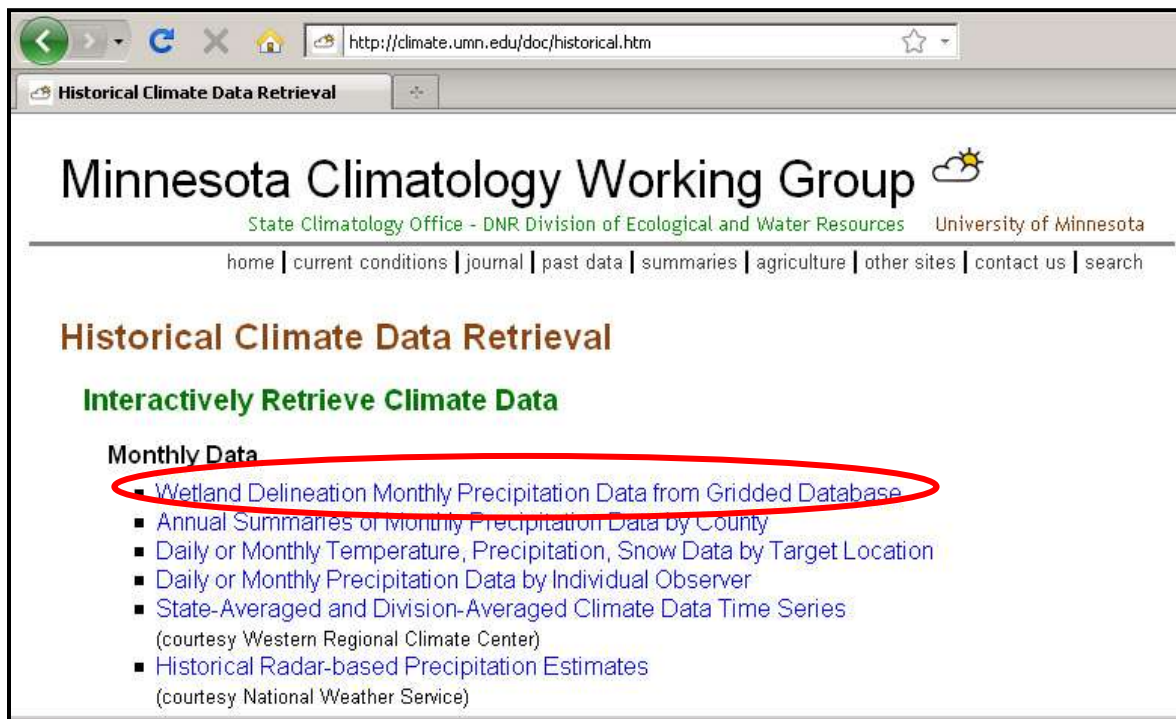 http://climate.umn.edu/doc/historical.htm
Historical Climate Data Retrieval
Minnesota Climatology Working Group
State Climatology Office - DNR Division of Ecological and Water Resources University of Minnesota
home | current conditions | journal | past data | summaries | agriculture | other sites | contact us | search
Historical Climate Data Retrieval
Interactively Retrieve Climate Data
Monthly Data
▪ Wetland Delineation Monthly Precipitation Data from Gridded Database
▪ Annual Summaries of Monthly Precipitation Data by County
▪ Daily or Monthly Temperature, Precipitation, Snow Data by Target Location
▪ Daily or Monthly Precipitation Data by Individual Observer
▪ State-Averaged and Division-Averaged Climate Data Time Series
(courtesy Western Regional Climate Center)
▪ Historical Radar-based Precipitation Estimates
(courtesy National Weather Service)